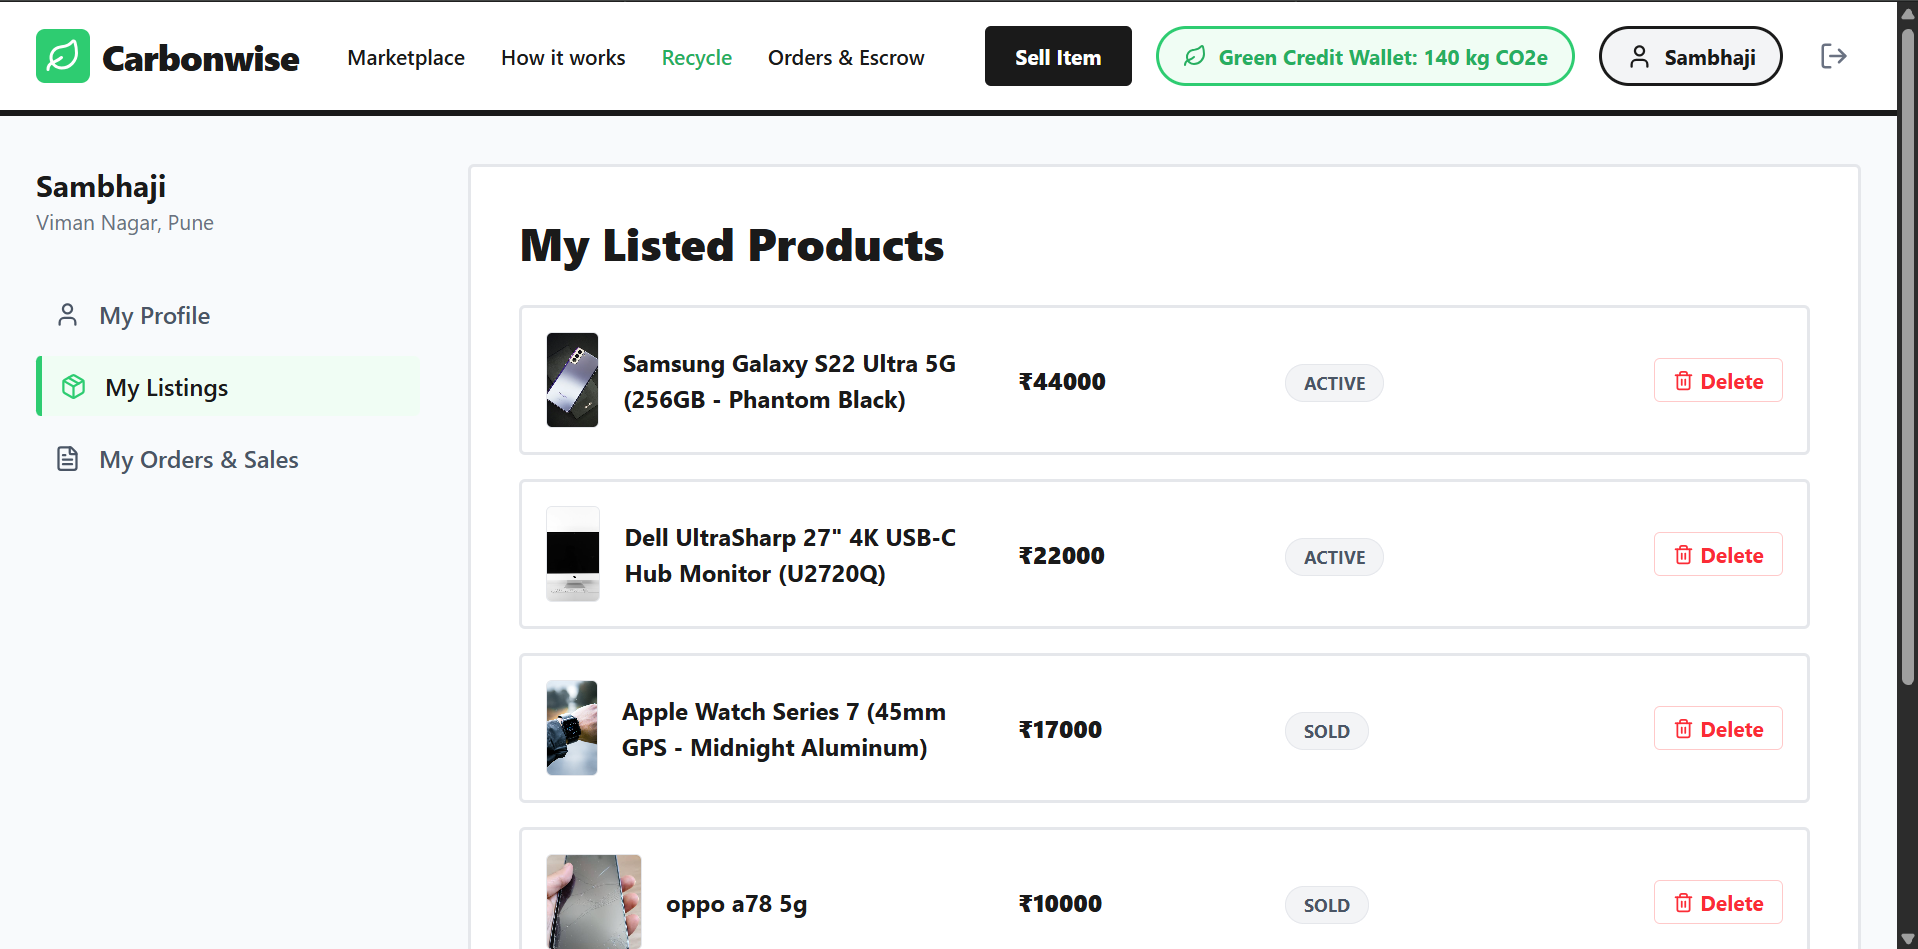 Carbonwise
Marketplace
How it works
Recycle
Orders & Escrow
Sell Item
Green Credit Wallet: 140 kg CO2e
Sambhaji
Sambhaji
Viman Nagar, Pune
My Profile
My Listings
My Orders & Sales
My Listed Products
Samsung Galaxy S22 Ultra 5G
(256GB - Phantom Black)
₹44000
ACTIVE
Delete
Dell UltraSharp 27" 4K USB-C
Hub Monitor (U2720Q)
₹22000
ACTIVE
Delete
Apple Watch Series 7 (45mm
GPS - Midnight Aluminum)
₹17000
SOLD
Delete
oppo a78 5g
₹10000
SOLD
Delete